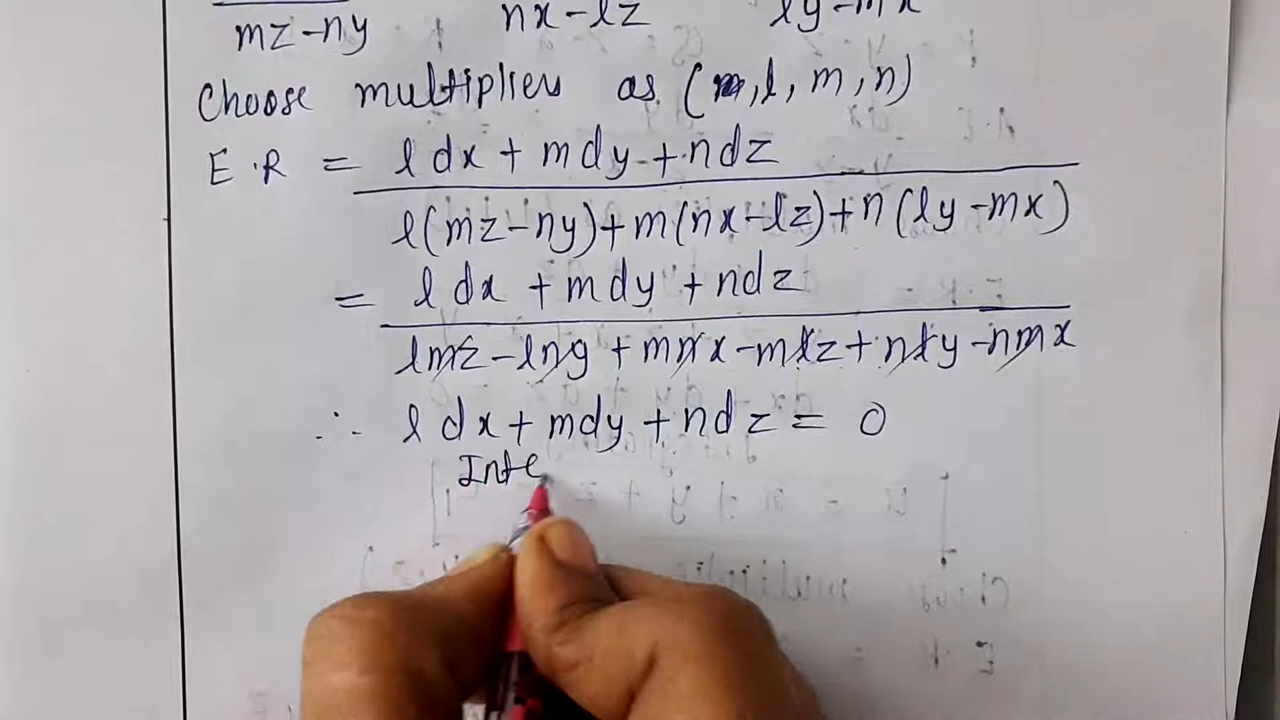 mz-ny nx-lz ly-mx
Choose multipliers as (l, m, n)
E.R = l dx + m dy + n dz
l(mz-ny)+m(nx-lz)+n(ly-mx)
= l dx + m dy + n dz
lmz-lny+mnx-mlz+nly-nmx
∴ l dx + m dy + n dz = 0
Inte